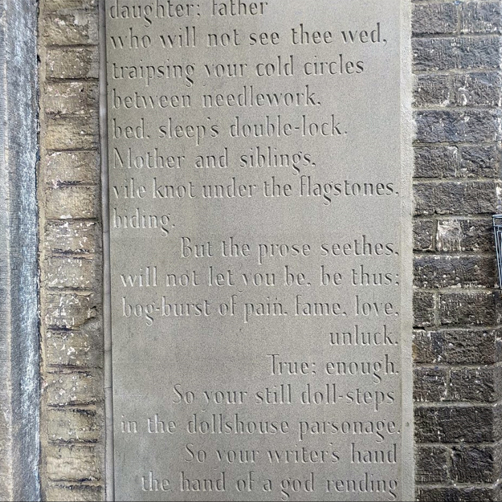 daughter; father
who will not see thee wed,
traipsing your cold circles
between needlework,
bed, sleep's double-lock.
Mother and siblings,
vile knot under the flagstones,
biding.
But the prose seethes,
will not let you be, be thus;
bog-burst of pain, fame, love,
unluck.
True; enough.
So your still doll-steps
in the dollshouse parsonage.
So your writer's hand
the hand of a god rending